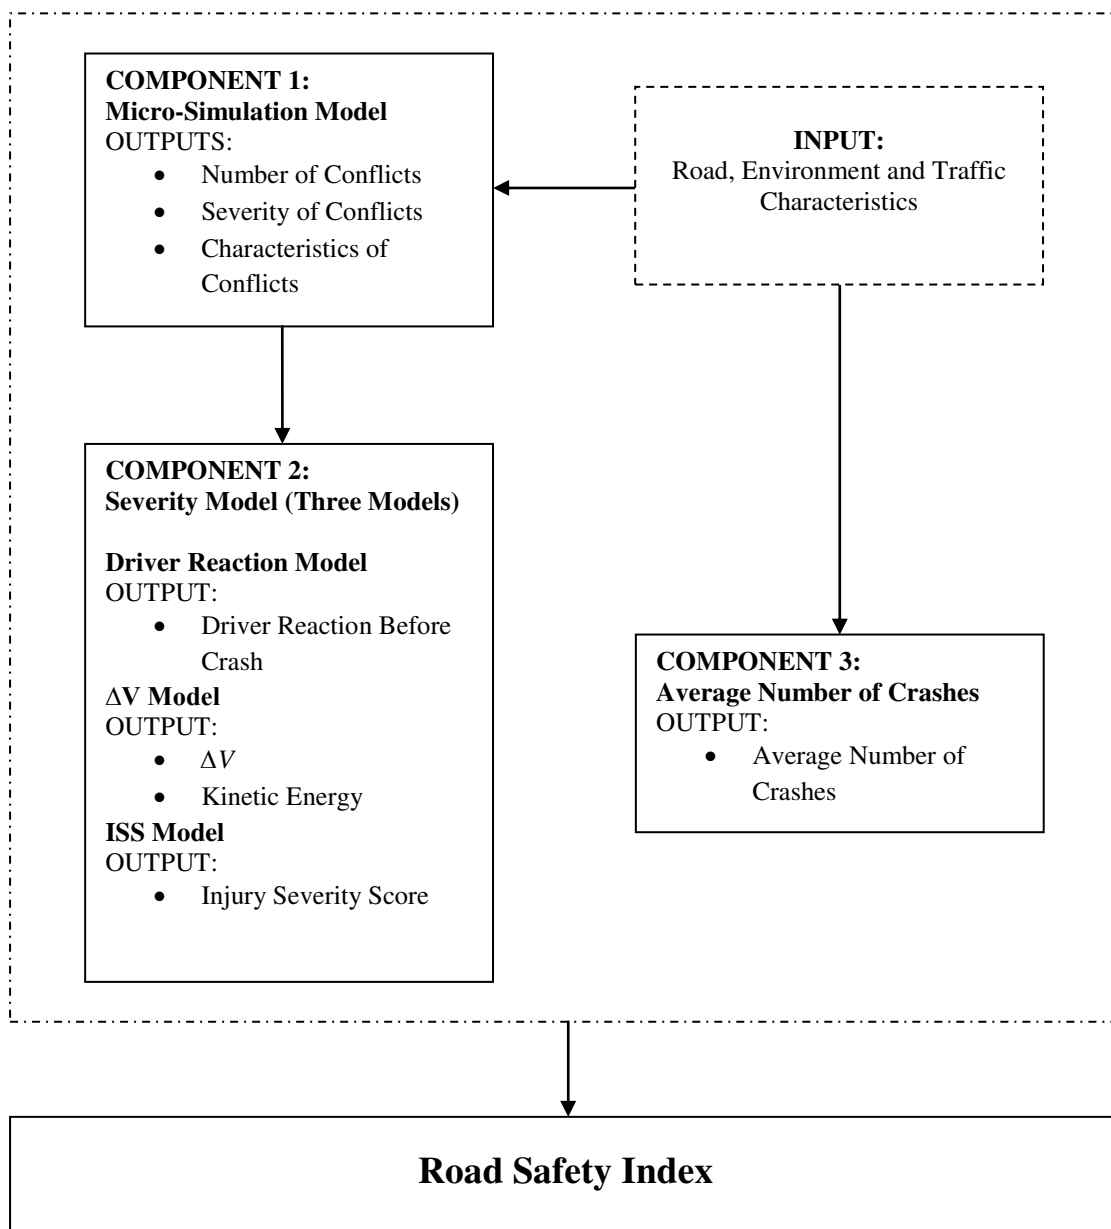 COMPONENT 1:
Micro-Simulation Model
OUTPUTS:
• Number of Conflicts
• Severity of Conflicts
• Characteristics of
Conflicts
INPUT:
Road, Environment and Traffic
Characteristics
COMPONENT 2:
Severity Model (Three Models)
Driver Reaction Model
OUTPUT:
• Driver Reaction Before
Crash
ΔV Model
OUTPUT:
• ΔV
• Kinetic Energy
ISS Model
OUTPUT:
• Injury Severity Score
COMPONENT 3:
Average Number of Crashes
OUTPUT:
• Average Number of
Crashes
Road Safety Index